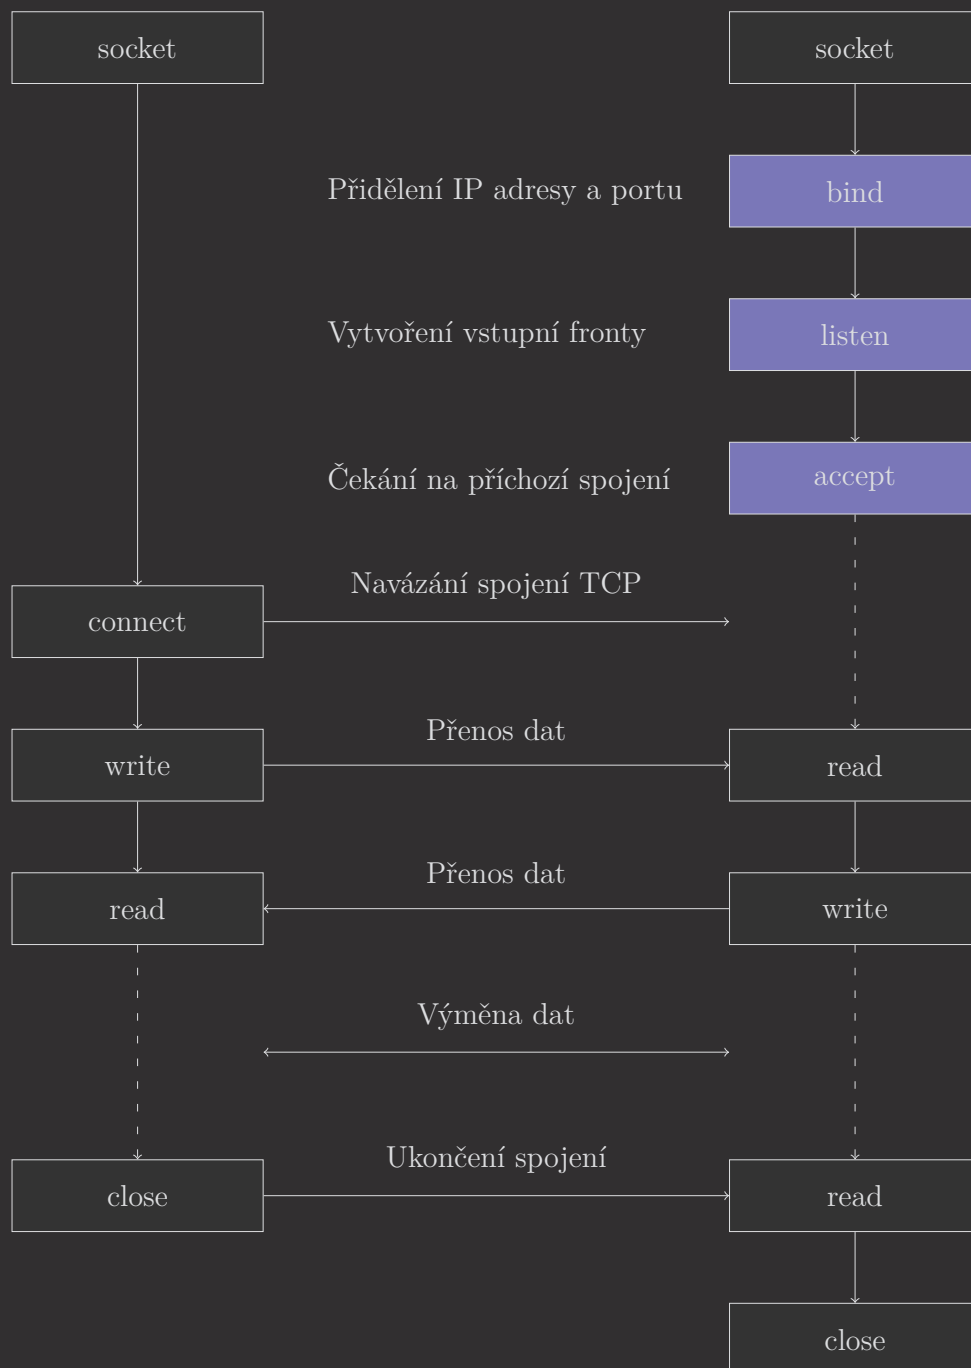 socket
socket
Přidělení IP adresy a portu
bind
Vytvoření vstupní fronty
listen
Čekání na příchozí spojení
accept
Navázání spojení TCP
connect
Přenos dat
write
read
Přenos dat
read
write
Výměna dat
Ukončení spojení
close
read
close